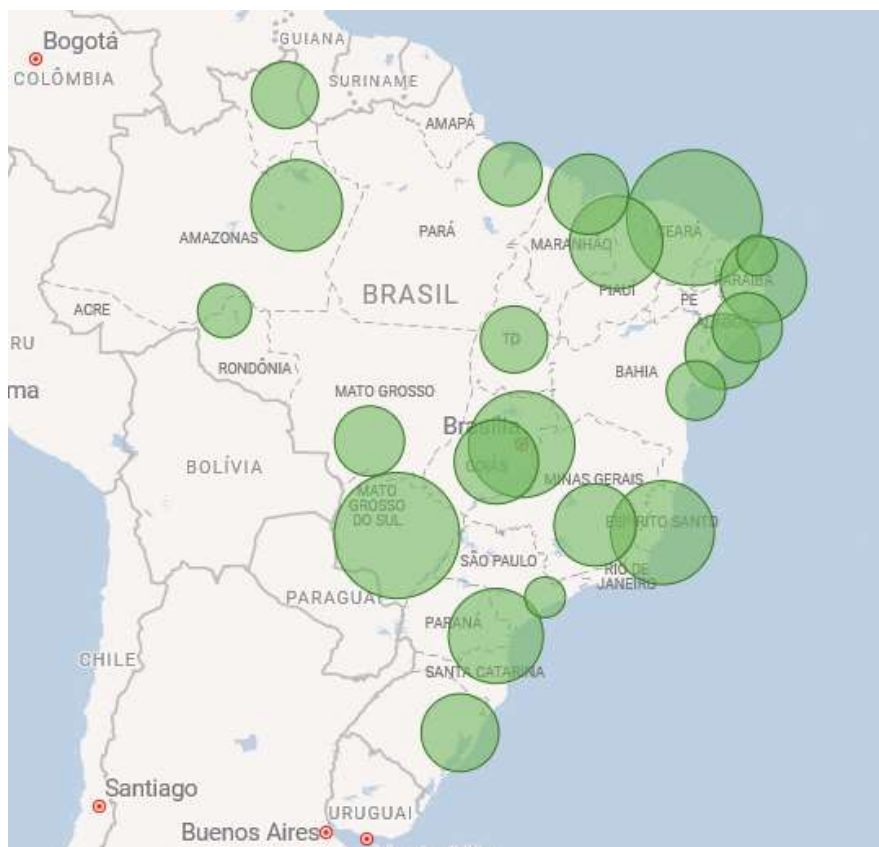 Bogotá
GUIANA
COLÔMBIA
SURINAME
AMAPÁ
AMAZONAS
PARÁ
MARANHÃO
CEARÁ
BRASIL
PIAUÍ
PE
PARAÍBA
ACRE
RU
RONDÔNIA
TO
BAHIA
ma
MATO GROSSO
Brasília
BOLÍVIA
GOIÁS
MINAS GERAIS
MATO
GROSSO
DO SUL
ESPÍRITO SANTO
SÃO PAULO
RIO DE
JANEIRO
PARAGUAI
PARANÁ
CHILE
SANTA CATARINA
Santiago
URUGUAI
Buenos Aires